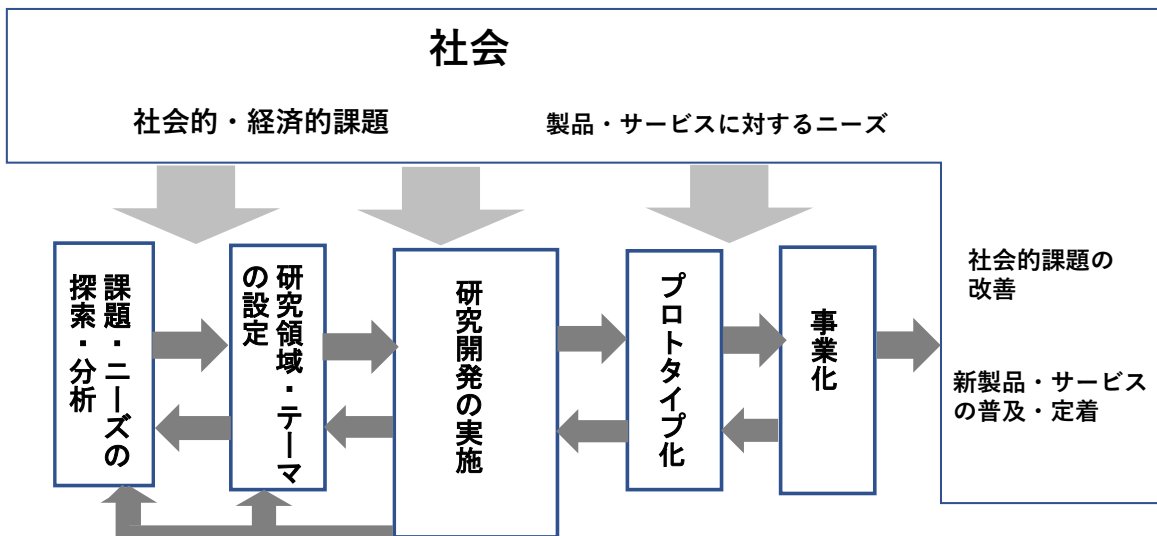 社会
社会的・経済的課題
製品・サービスに対するニーズ
課題・ニーズの
探索・分析
研究領域・テーマ
の設定
研究開発の実施
プロトタイプ化
事業化
社会的課題の
改善
新製品・サービス
の普及・定着